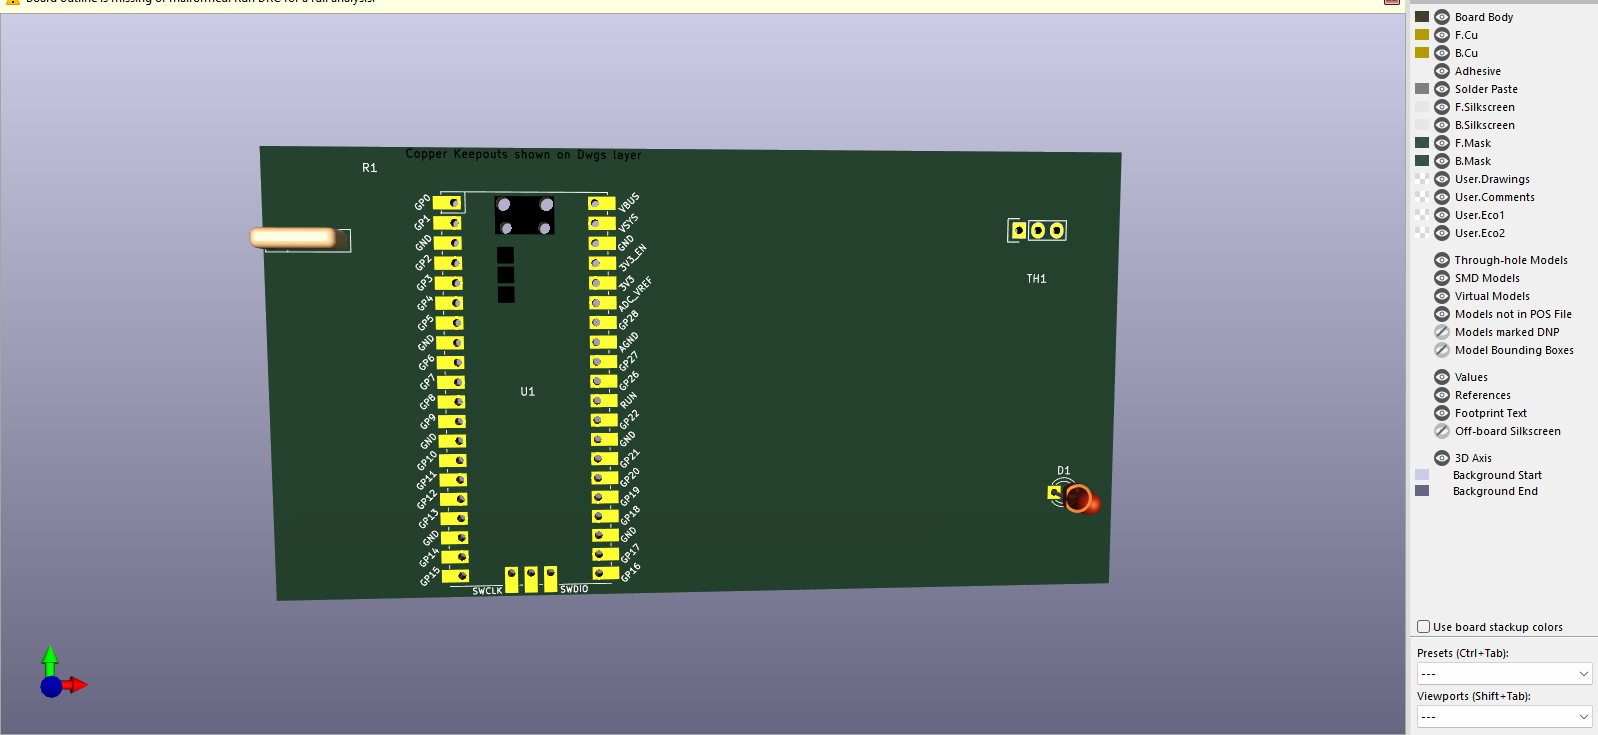 Board outline is missing or malformed. Run DRC for a full analysis.
Copper Keepouts shown on Dwgs layer
R1
GP0
GP1
GND
GP2
GP3
GP4
GP5
GND
GP6
GP7
GP8
GP9
GND
GP10
GP11
GP12
GP13
GND
GP14
GP15
VBUS
VSYS
GND
3V3_EN
3V3
ADC_VREF
GP28
AGND
GP27
GP26
RUN
GP22
GND
GP21
GP20
GP19
GP18
GND
GP17
GP16
U1
SWCLK
SWDIO
TH1
D1
Board Body
F.Cu
B.Cu
Adhesive
Solder Paste
F.Silkscreen
B.Silkscreen
F.Mask
B.Mask
User.Drawings
User.Comments
User.Eco1
User.Eco2
Through-hole Models
SMD Models
Virtual Models
Models not in POS File
Models marked DNP
Model Bounding Boxes
Values
References
Footprint Text
Off-board Silkscreen
3D Axis
Background Start
Background End
Use board stackup colors
Presets (Ctrl+Tab):
---
Viewports (Shift+Tab):
---